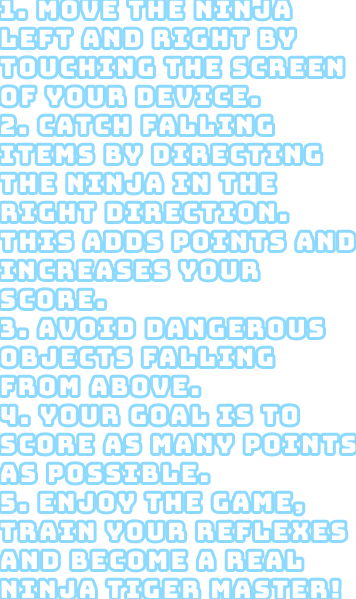 1. MOVE THE NINJA
LEFT AND RIGHT BY
TOUCHING THE SCREEN
OF YOUR DEVICE.
2. CATCH FALLING
ITEMS BY DIRECTING
THE NINJA IN THE
RIGHT DIRECTION.
THIS ADDS POINTS AND
INCREASES YOUR
SCORE.
3. AVOID DANGEROUS
OBJECTS FALLING
FROM ABOVE.
4. YOUR GOAL IS TO
SCORE AS MANY POINTS
AS POSSIBLE.
5. ENJOY THE GAME,
TRAIN YOUR REFLEXES
AND BECOME A REAL
NINJA TIGER MASTER!